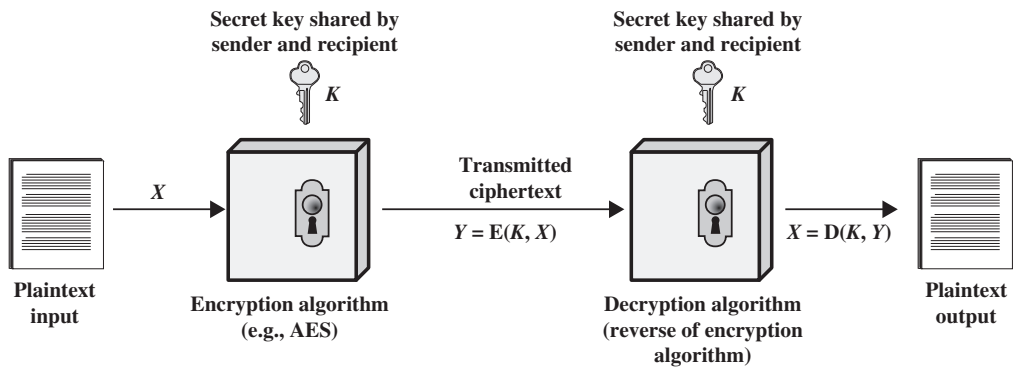 Secret key shared by
sender and recipient
K
Secret key shared by
sender and recipient
K
X
Transmitted
ciphertext
Y = E(K, X)
X = D(K, Y)
Plaintext
input
Encryption algorithm
(e.g., AES)
Decryption algorithm
(reverse of encryption
algorithm)
Plaintext
output